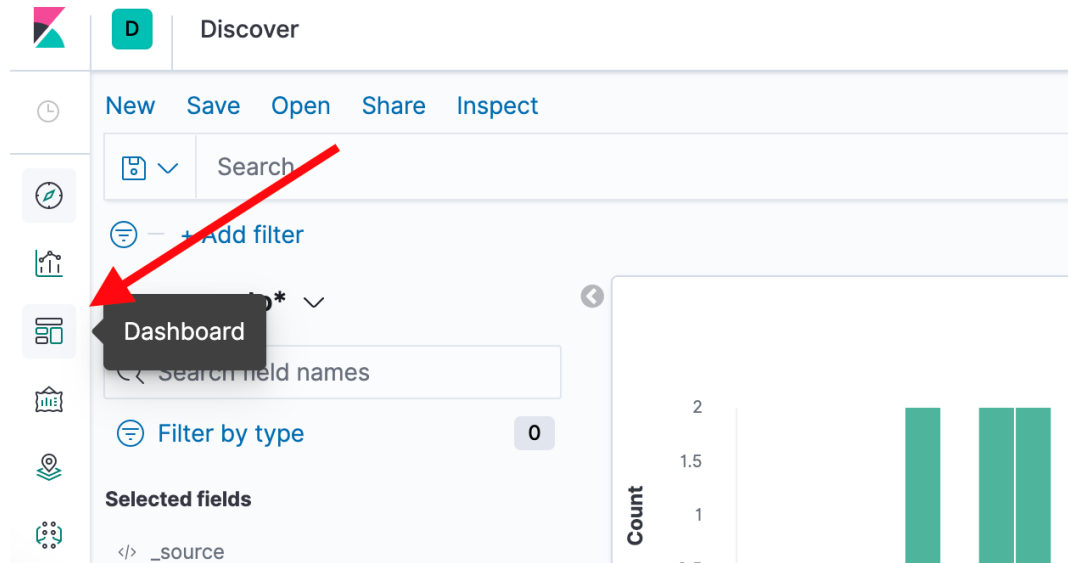 D Discover
New Save Open Share Inspect
Search
+ Add filter
Dashboard
Search field names
Filter by type 0
Selected fields
</> _source
2
1.5
1
Count